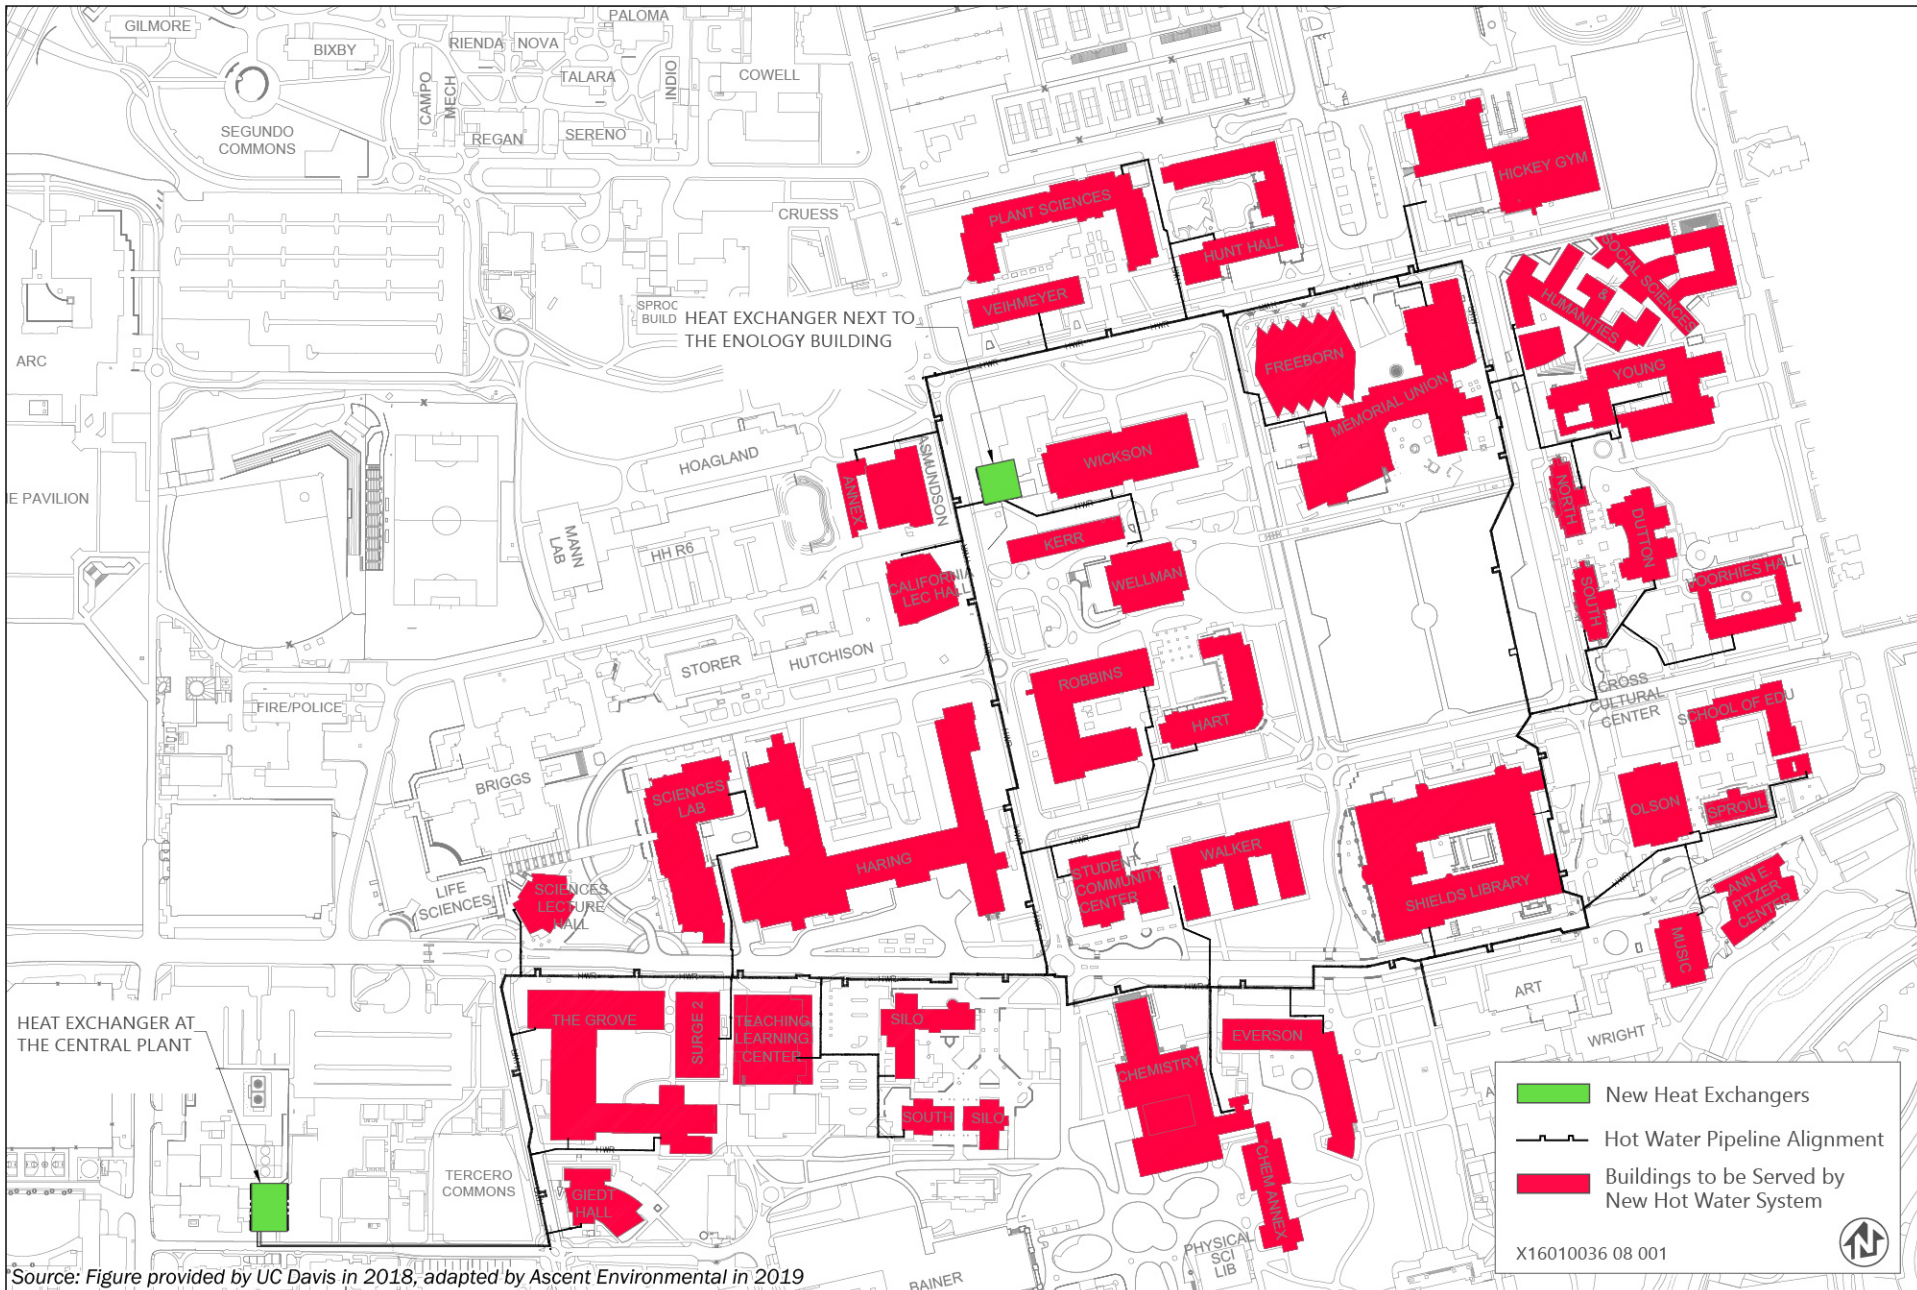 GILMORE
BIXBY
RIENDA
NOVA
PALOMA
TALARA
INDIO
COWELL
CAMPO
MECH
REGAN
SERENO
SEGUNDO
COMMONS
CRUESS
ARC
HEAT EXCHANGER NEXT TO
THE ENOLOGY BUILDING
PLANT SCIENCES
HUNT HALL
VEIHMEYER
HICKEY GYM
SOCIAL SCIENCES
&
HUMANITIES
YOUNG
FREEBORN
MEMORIAL UNION
WICKSON
HOAGLAND
ANNEX
ASMUNDSON
MANN
LAB
HH R6
CALIFORNIA
LEC HALL
KERR
WELLMAN
NORTH
DUTTON
SOUTH
VOORHIES HALL
E PAVILION
STORER
HUTCHISON
ROBBINS
HART
CROSS
CULTURAL
CENTER
SCHOOL OF EDU
FIRE/POLICE
BRIGGS
SCIENCES
LAB
HARING
OLSON
SPROUL
STUDENT
COMMUNITY
CENTER
WALKER
SHIELDS LIBRARY
ANN E.
PITZER
CENTER
MUSIC
LIFE
SCIENCES
SCIENCES
LECTURE
HALL
HWR
HWR
HWR
ART
WRIGHT
HEAT EXCHANGER AT
THE CENTRAL PLANT
THE GROVE
SURGE 2
TEACHING
LEARNING
CENTER
SILO
SOUTH
SILO
CHEMISTRY
EVERSON
CHEM ANNEX
TERCERO
COMMONS
GIEDT
HALL
PHYSICAL
SCI
LIB
BAINER
New Heat Exchangers
Hot Water Pipeline Alignment
Buildings to be Served by
New Hot Water System
X16010036 08 001
N
Source: Figure provided by UC Davis in 2018, adapted by Ascent Environmental in 2019